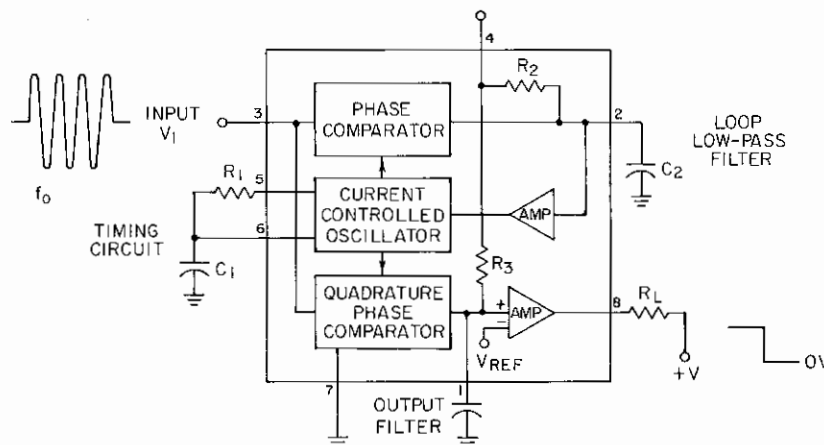 4
R2
INPUT
V1
3
PHASE
COMPARATOR
2
LOOP
LOW-PASS
FILTER
C2
fo
R1
5
CURRENT
CONTROLLED
OSCILLATOR
AMP
TIMING
CIRCUIT
6
C1
R3
QUADRATURE
PHASE
COMPARATOR
+
−
AMP
8
RL
VREF
+V
0V
7
1
OUTPUT
FILTER